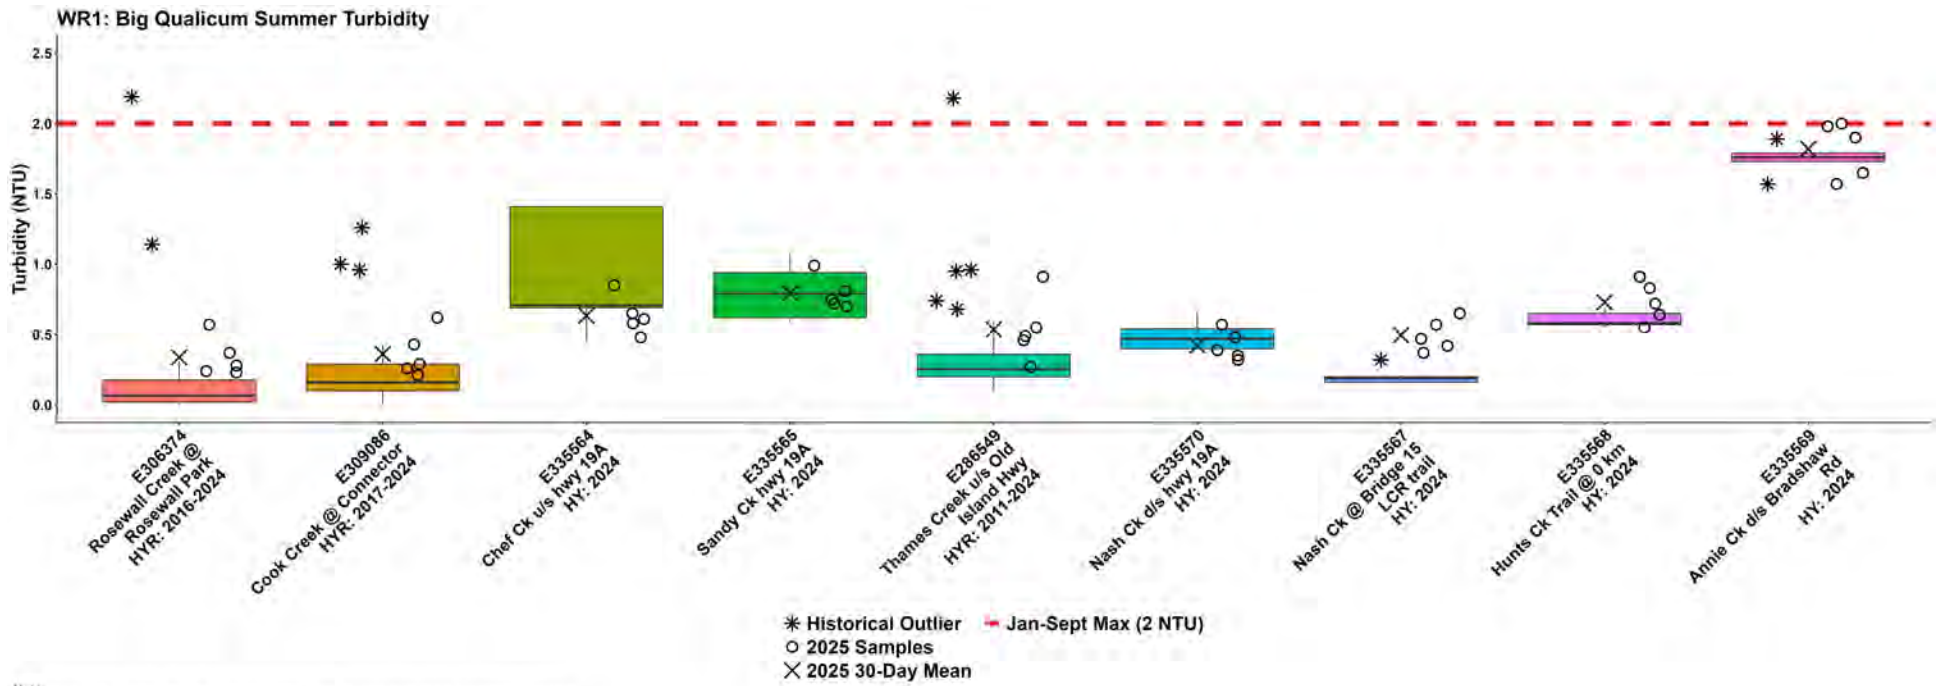 WR1: Big Qualicum Summer Turbidity
2.5
2.0
1.5
1.0
0.5
0.0
Turbidity (NTU)
E306374
Rosewall Creek @
Rosewall Park
HYR: 2016-2024
E309086
Cook Creek @ Connector
HYR: 2017-2024
E335564
Chef Ck u/s hwy 19A
HY: 2024
E335565
Sandy Ck hwy 19A
HY: 2024
E286549
Thames Creek u/s Old
Island Hwy
HYR: 2011-2024
E335570
Nash Ck d/s hwy 19A
HY: 2024
E335567
Nash Ck @ Bridge 15
LCR trail
HY: 2024
E335568
Hunts Ck Trail @ 0 km
HY: 2024
E335569
Annie Ck d/s Bradshaw
Rd
HY: 2024
Historical Outlier
Jan-Sept Max (2 NTU)
2025 Samples
2025 30-Day Mean